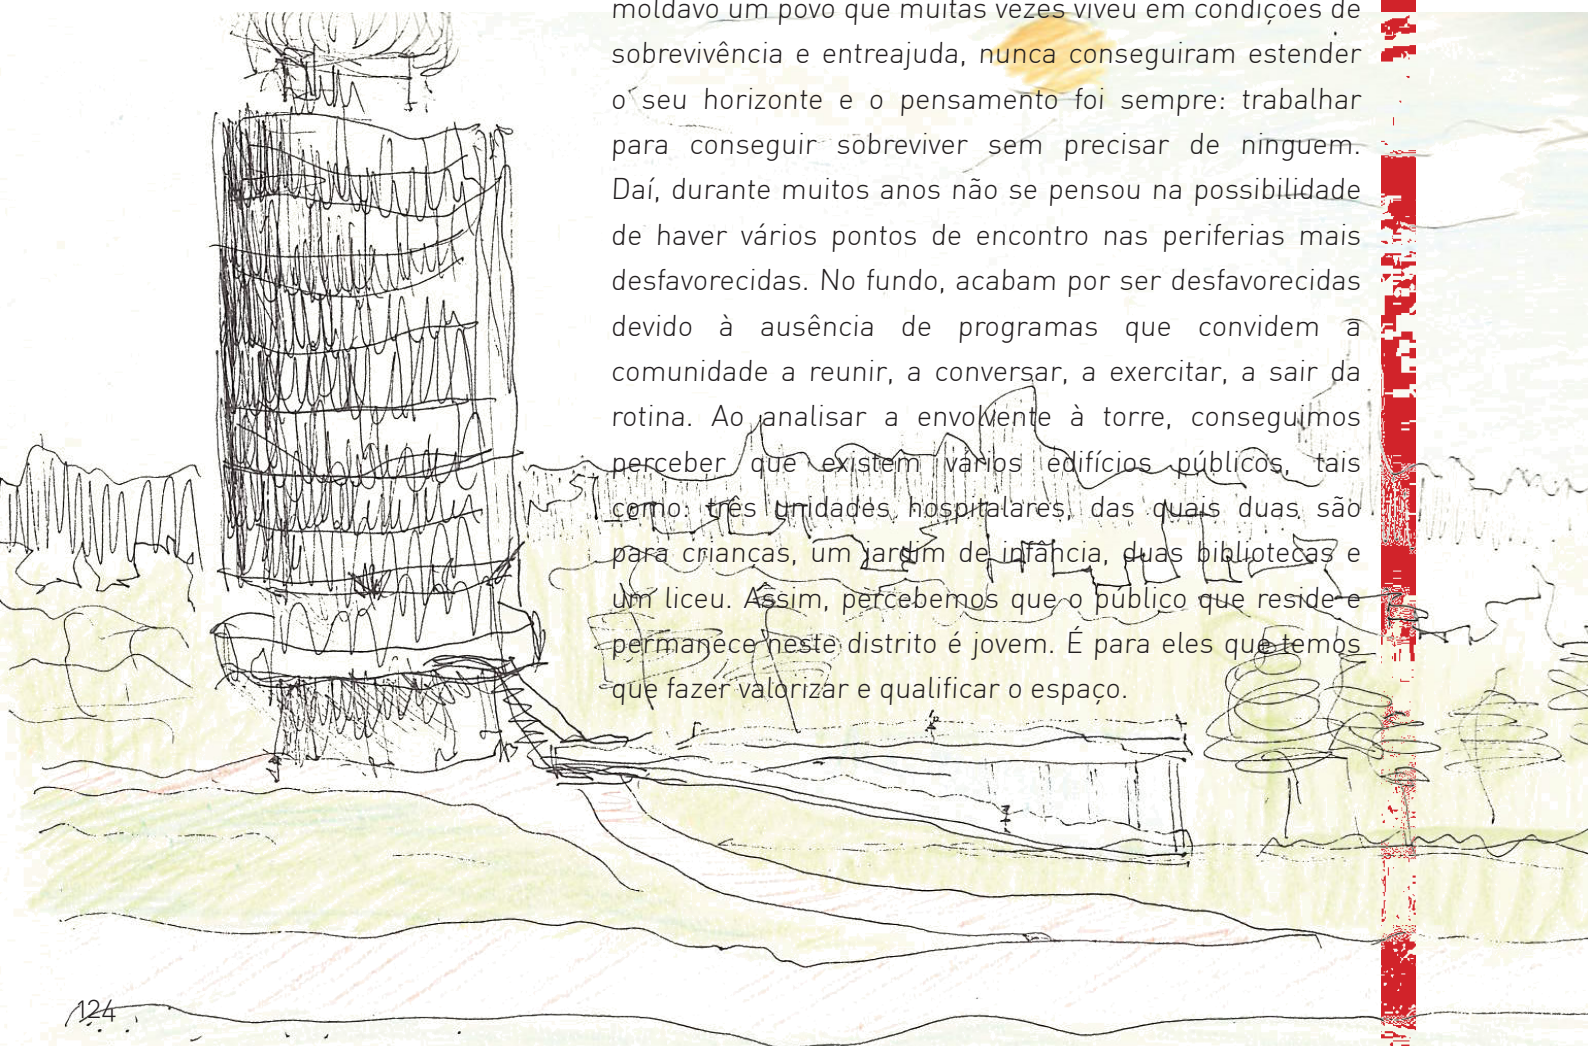 moldavo um povo que muitas vezes viveu em condições de
sobrevivência e entreajuda, nunca conseguiram estender
o seu horizonte e o pensamento foi sempre: trabalhar
para conseguir sobreviver sem precisar de ninguem.
Daí, durante muitos anos não se pensou na possibilidade
de haver vários pontos de encontro nas periferias mais
desfavorecidas. No fundo, acabam por ser desfavorecidas
devido à ausência de programas que convidem a
comunidade a reunir, a conversar, a exercitar, a sair da
rotina. Ao analisar a envolvente à torre, conseguimos
perceber que existem vários edifícios públicos, tais
como: três unidades hospitalares, das quais duas são
para criancas, um jardim de infância, duas bibliotecas e
um liceu. Assim, percebemos que o público que reside e
permanece neste distrito é jovem. É para eles que temos
que fazer valorizar e qualificar o espaço.
124